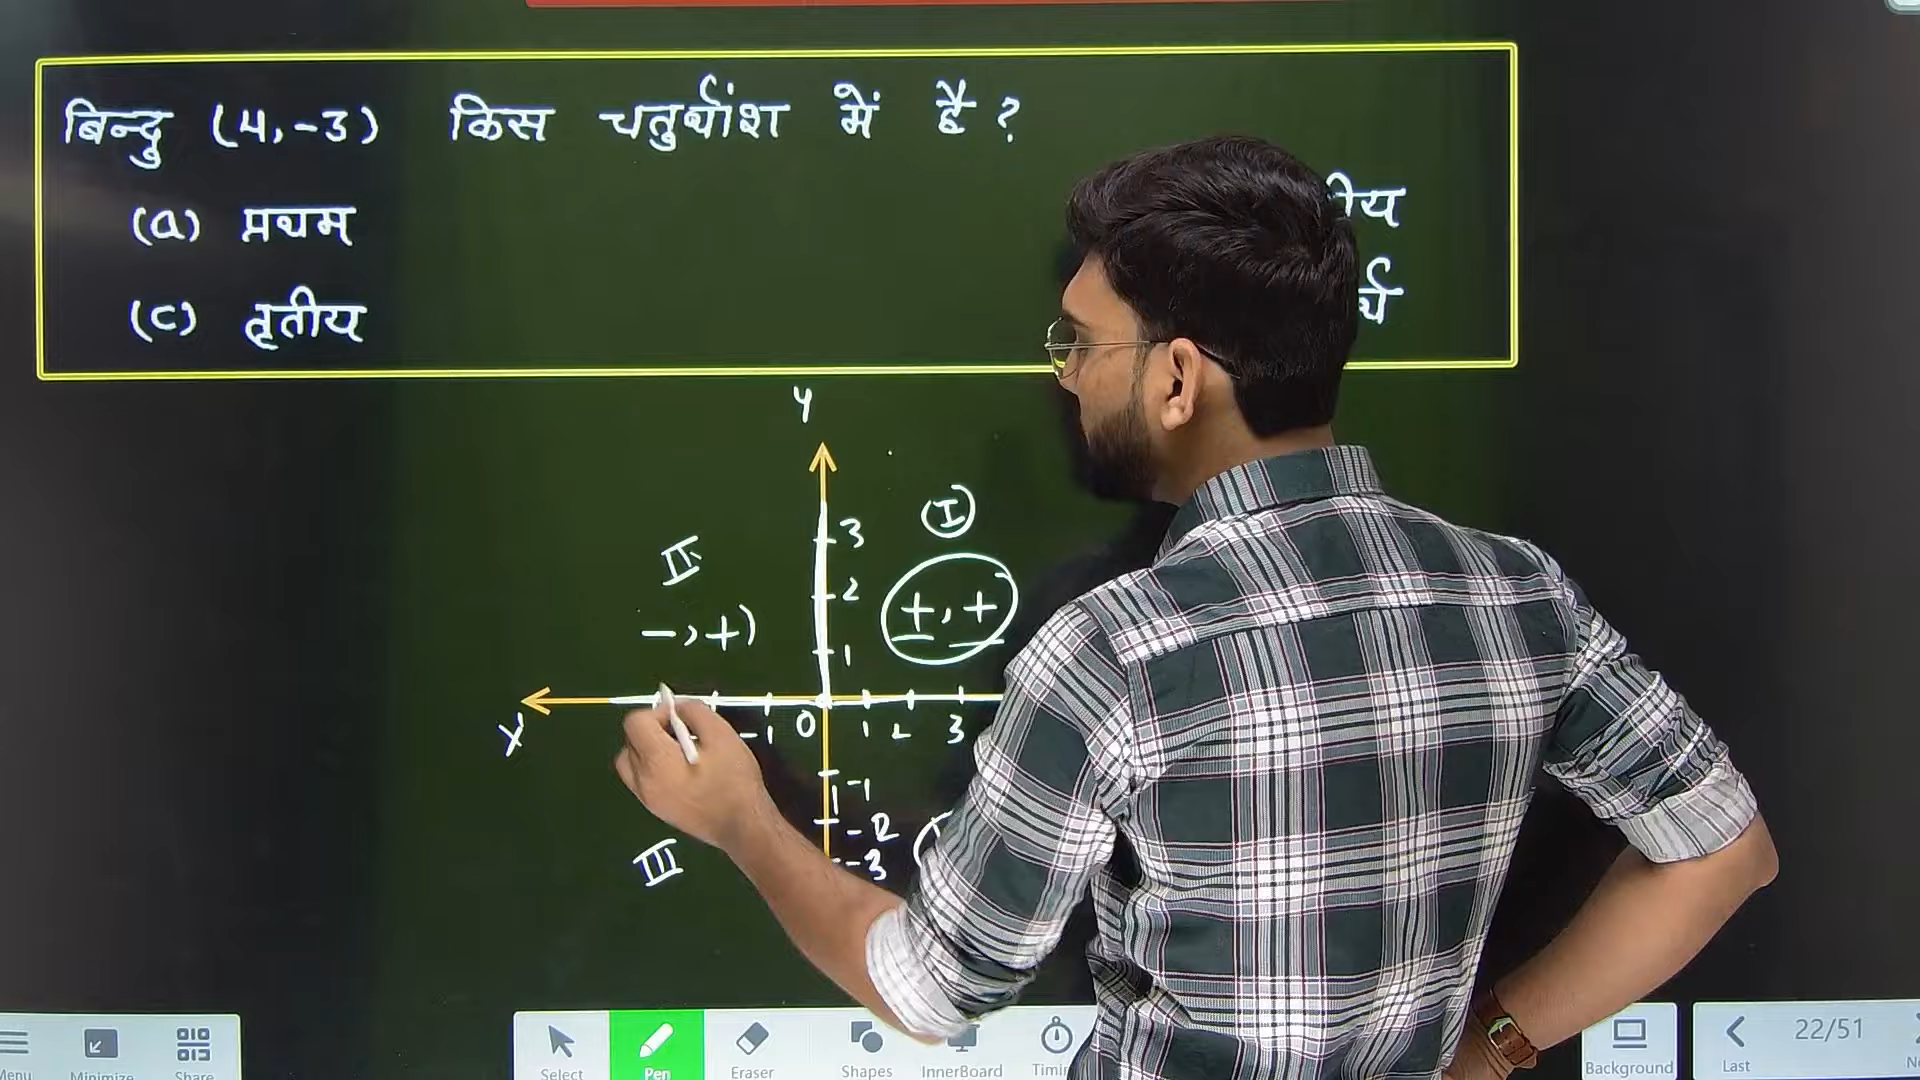 बिन्दु (4,-3) किस चतुर्थांश में है ?
(a) प्रथम
(c) तृतीय
Y
I
3
II
2
+,+
-,+)
1
X'
-1 0 1 2 3
-1
-2
-3
III
Menu Minimize Share Select Pen Eraser Shapes InnerBoard Background Last 22/51